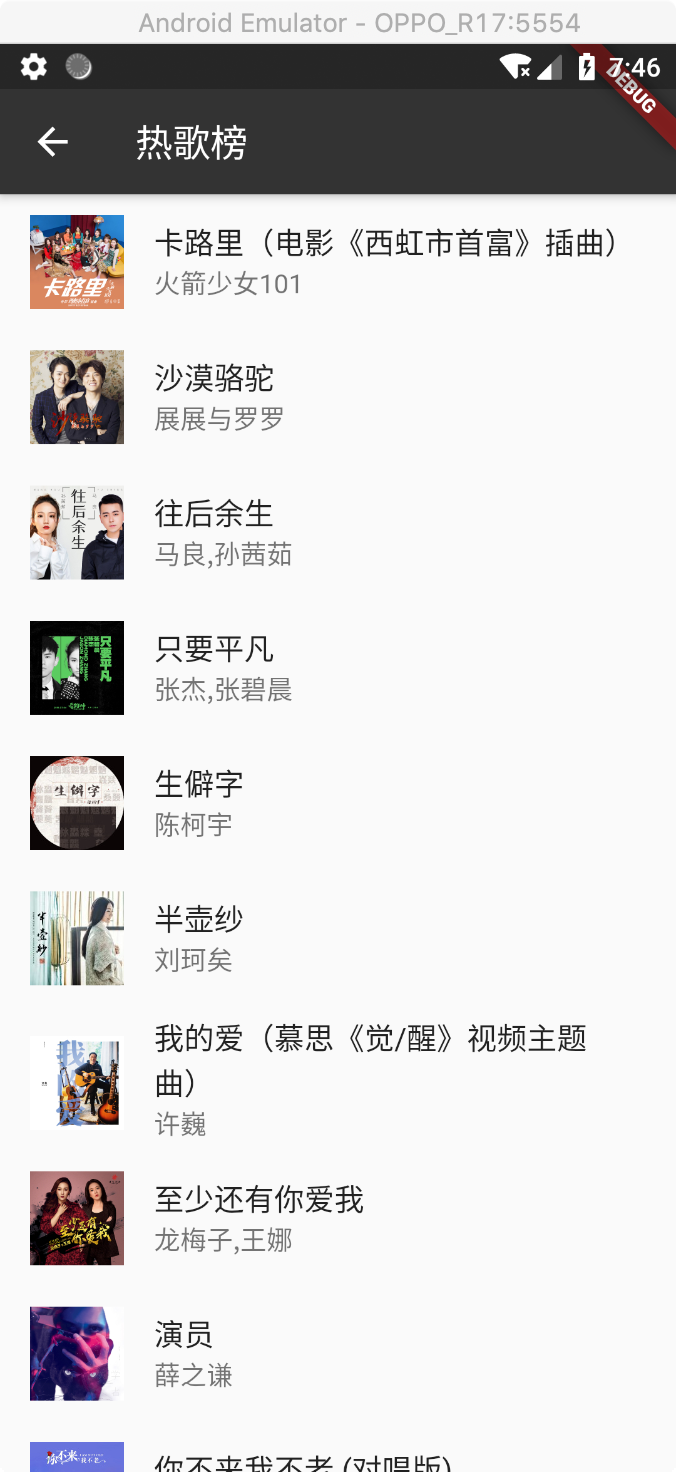 Android Emulator - OPPO_R17:5554
7:46
DEBUG
热歌榜
卡路里
卡路里（电影《西虹市首富》插曲）
火箭少女101
沙漠骆驼
展展与罗罗
往后余生
往后余生
马良,孙茜茹
只要平凡
只要平凡
张杰,张碧晨
生僻字
生僻字
陈柯宇
半壶纱
半壶纱
刘珂矣
我的爱
我的爱（慕思《觉/醒》视频主题
曲）
许巍
至少还有你爱我
至少还有你爱我
龙梅子,王娜
演员
薛之谦
你不来
我不老
你不来我不老 (对唱版)